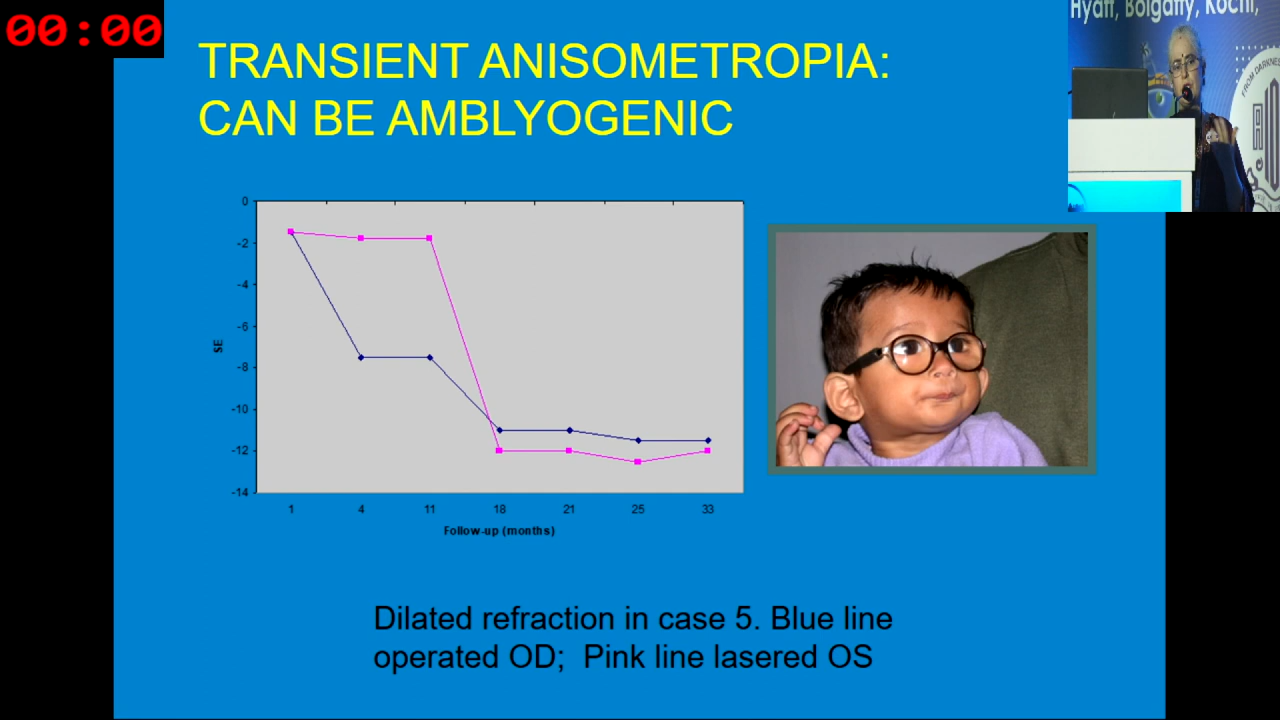 00:00
Hyatt, Bolgatty, Kochi,
FROM DARKNESS
TRANSIENT ANISOMETROPIA:
CAN BE AMBLYOGENIC
0
-2
-4
-6
-8
-10
-12
-14
SE
1 4 11 18 21 25 33
Follow-up (months)
Dilated refraction in case 5. Blue line
operated OD; Pink line lasered OS